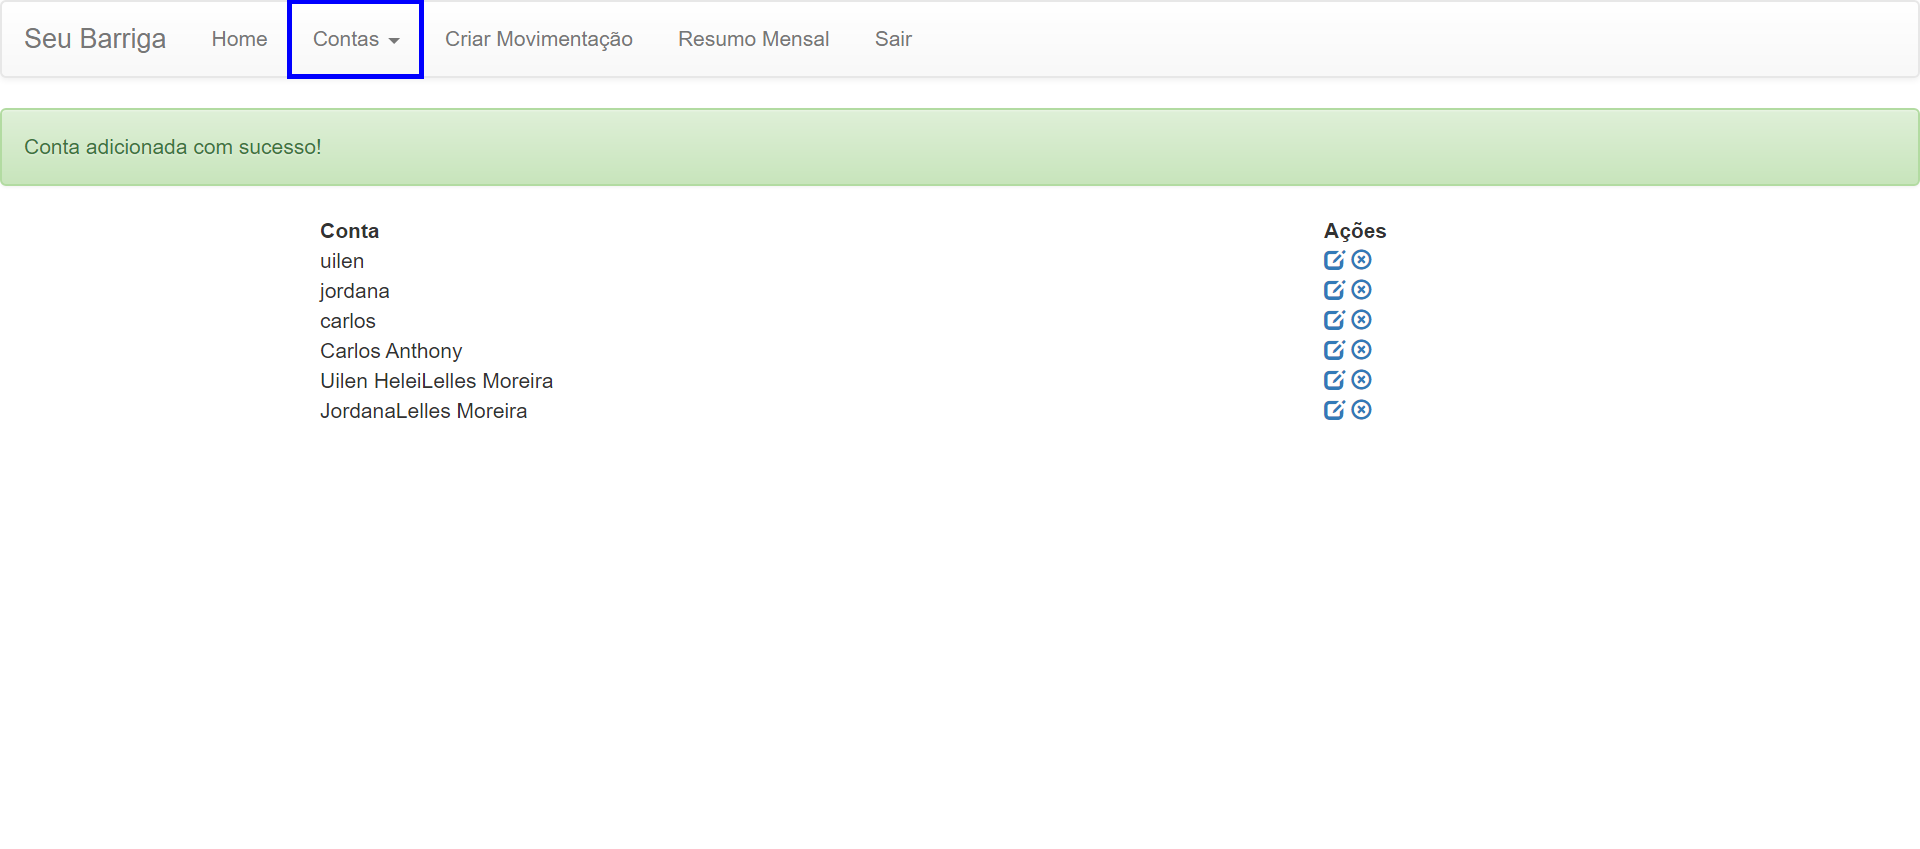 Seu Barriga Home Contas Criar Movimentação Resumo Mensal Sair
Conta adicionada com sucesso!
Conta Ações
uilen
jordana
carlos
Carlos Anthony
Uilen HeleiLelles Moreira
JordanaLelles Moreira